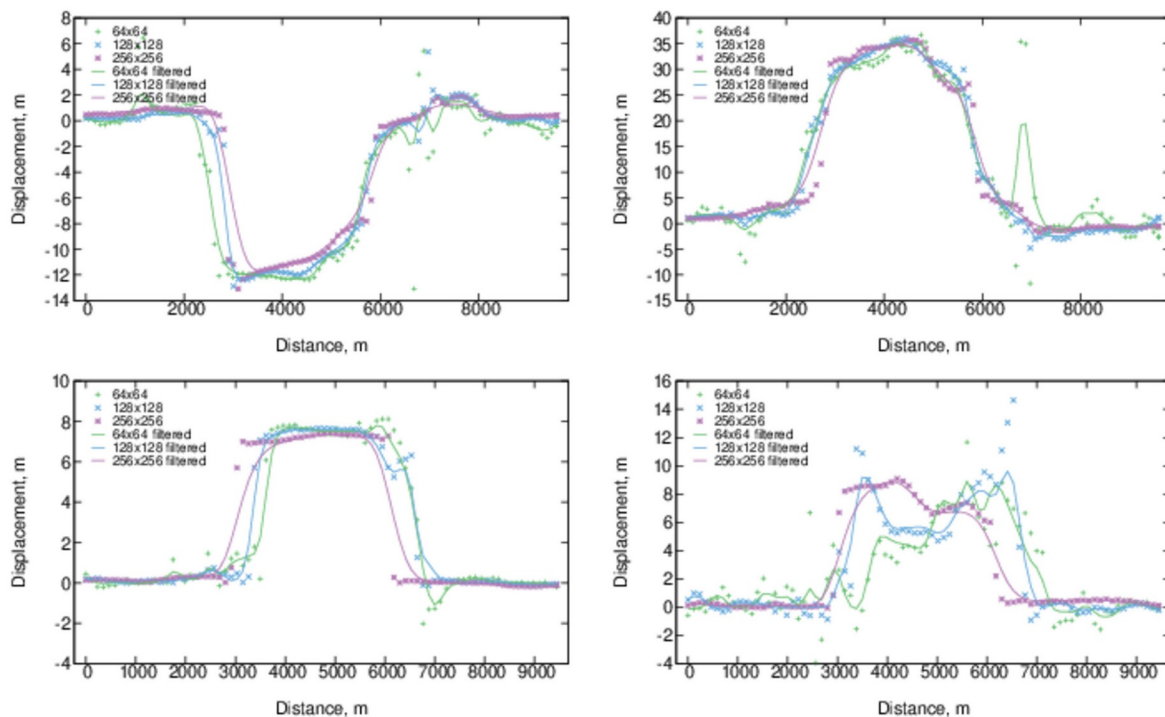 8
6
4
2
0
-2
-4
-6
-8
-10
-12
-14
Displacement, m
64x64
128x128
256x256
64x64 filtered
128x128 filtered
256x256 filtered
0 2000 4000 6000 8000
Distance, m
40
35
30
25
20
15
10
5
0
-5
-10
-15
Displacement, m
64x64
128x128
256x256
64x64 filtered
128x128 filtered
256x256 filtered
0 2000 4000 6000 8000
Distance, m
10
8
6
4
2
0
-2
-4
Displacement, m
64x64
128x128
256x256
64x64 filtered
128x128 filtered
256x256 filtered
0 1000 2000 3000 4000 5000 6000 7000 8000 9000
Distance, m
16
14
12
10
8
6
4
2
0
-2
-4
Displacement, m
64x64
128x128
256x256
64x64 filtered
128x128 filtered
256x256 filtered
0 1000 2000 3000 4000 5000 6000 7000 8000 9000
Distance, m